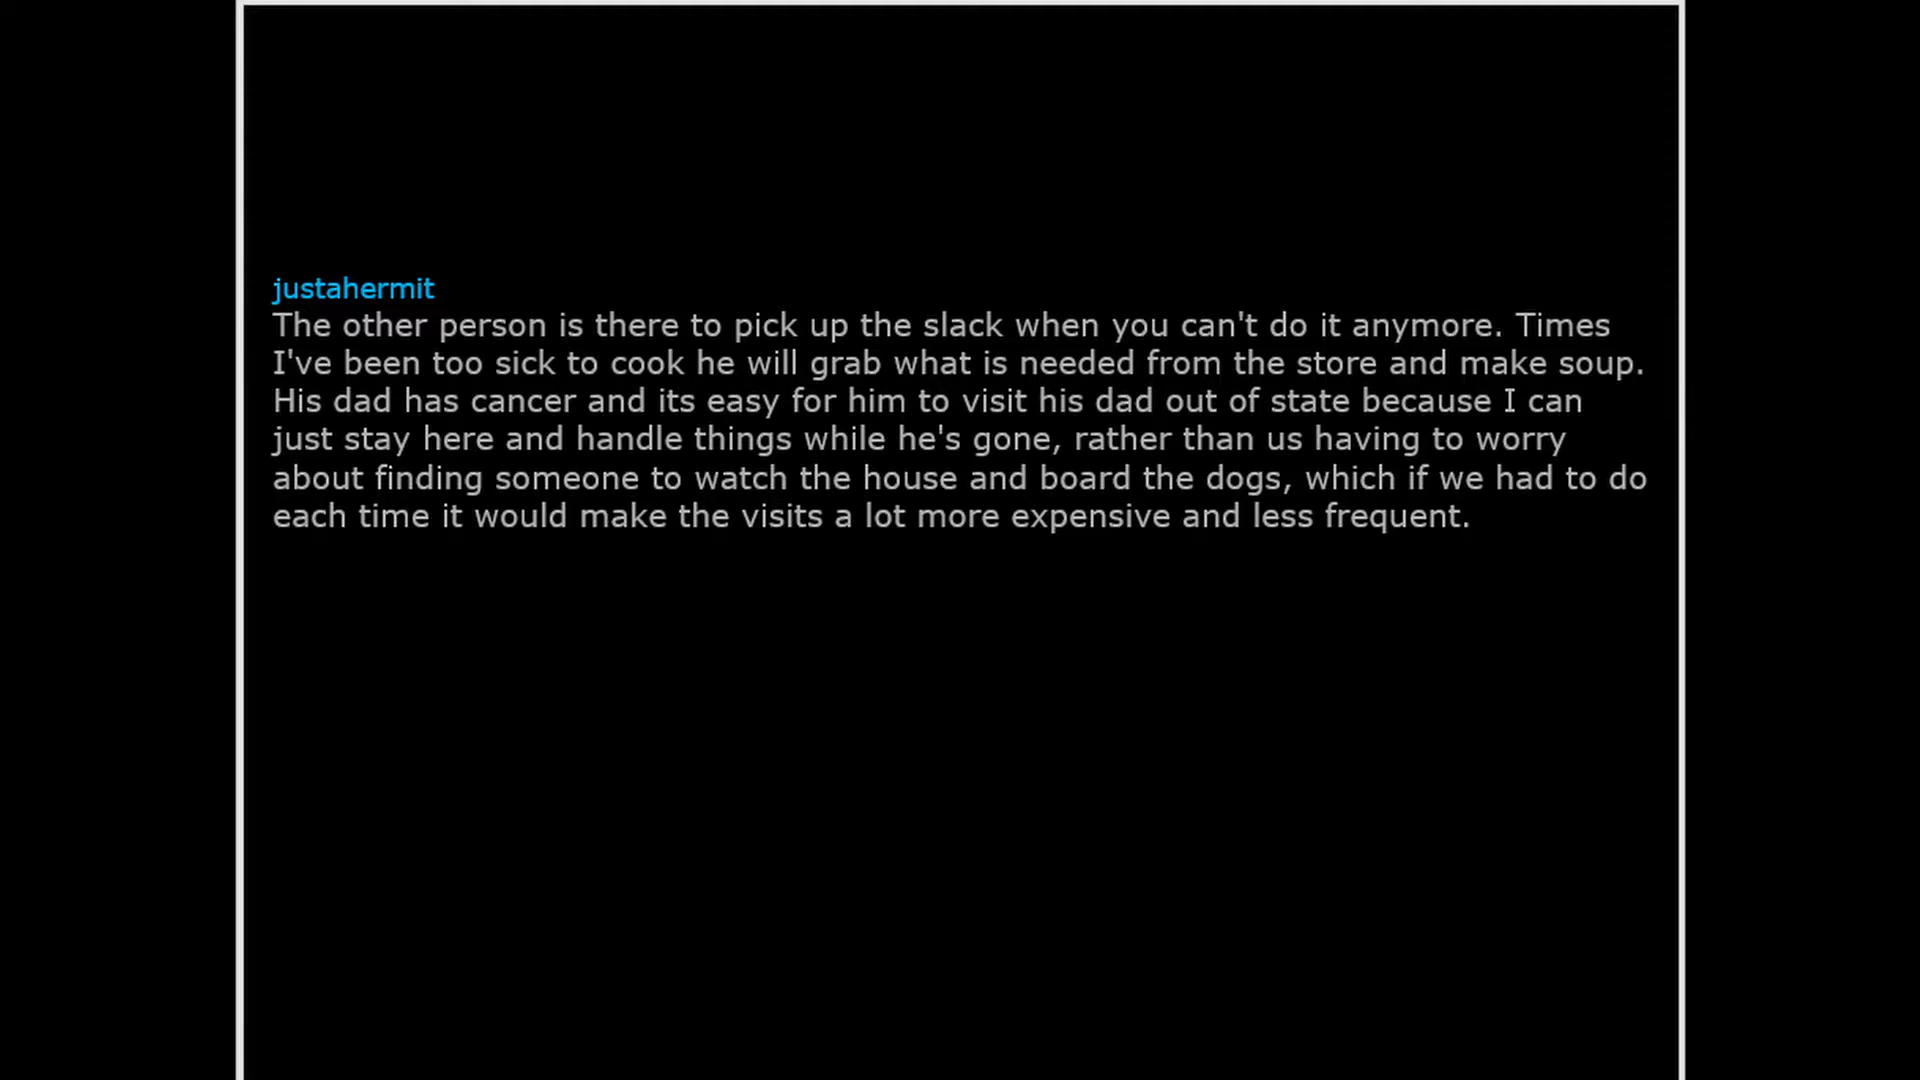 justahermit
The other person is there to pick up the slack when you can't do it anymore. Times
I've been too sick to cook he will grab what is needed from the store and make soup.
His dad has cancer and its easy for him to visit his dad out of state because I can
just stay here and handle things while he's gone, rather than us having to worry
about finding someone to watch the house and board the dogs, which if we had to do
each time it would make the visits a lot more expensive and less frequent.